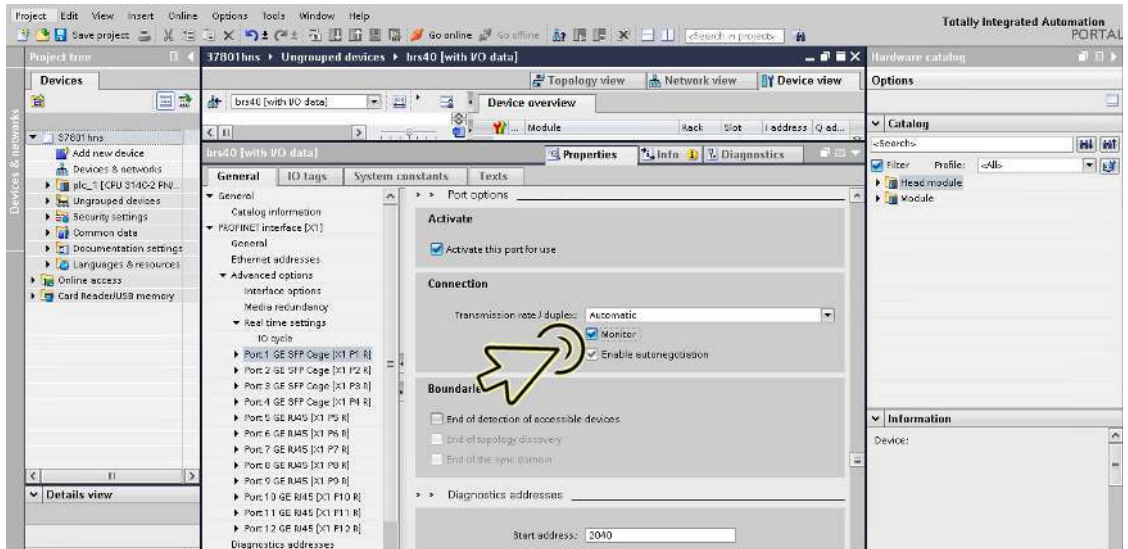 Project Edit View Insert Online Options Tools Window Help
Totally Integrated Automation
PORTAL
Save project
Go online
Go offline
<Search in project>
Project tree
37801hns Ungrouped devices brs40 [with I/O data]
Hardware catalog
Devices
Topology view
Network view
Device view
Options
Devices & networks
brs40 [with I/O data]
Device overview
Module
Rack
Slot
I address
Q ad...
Catalog
<Search>
Filter
Profile:
<All>
Head module
Module
37801hns
Add new device
Devices & networks
plc_1 [CPU 314C-2 PN/...
Ungrouped devices
Security settings
Common data
Documentation settings
Languages & resources
Online access
Card Reader/USB memory
Details view
brs40 [with I/O data]
Properties
Info
Diagnostics
General
IO tags
System constants
Texts
General
Catalog information
PROFINET interface [X1]
General
Ethernet addresses
Advanced options
Interface options
Media redundancy
Real time settings
IO cycle
Port 1 GE SFP Cage [X1 P1 R]
Port 2 GE SFP Cage [X1 P2 R]
Port 3 GE SFP Cage [X1 P3 R]
Port 4 GE SFP Cage [X1 P4 R]
Port 5 GE RJ45 [X1 P5 R]
Port 6 GE RJ45 [X1 P6 R]
Port 7 GE RJ45 [X1 P7 R]
Port 8 GE RJ45 [X1 P8 R]
Port 9 GE RJ45 [X1 P9 R]
Port 10 GE RJ45 [X1 P10 R]
Port 11 GE RJ45 [X1 P11 R]
Port 12 GE RJ45 [X1 P12 R]
Diagnostics addresses
> > Port options
Activate
Activate this port for use
Connection
Transmission rate / duplex: Automatic
Monitor
Enable autonegotiation
Boundarie
End of detection of accessible devices
End of topology discovery
End of the sync domain
> > Diagnostics addresses
Start address: 2040
Information
Device: